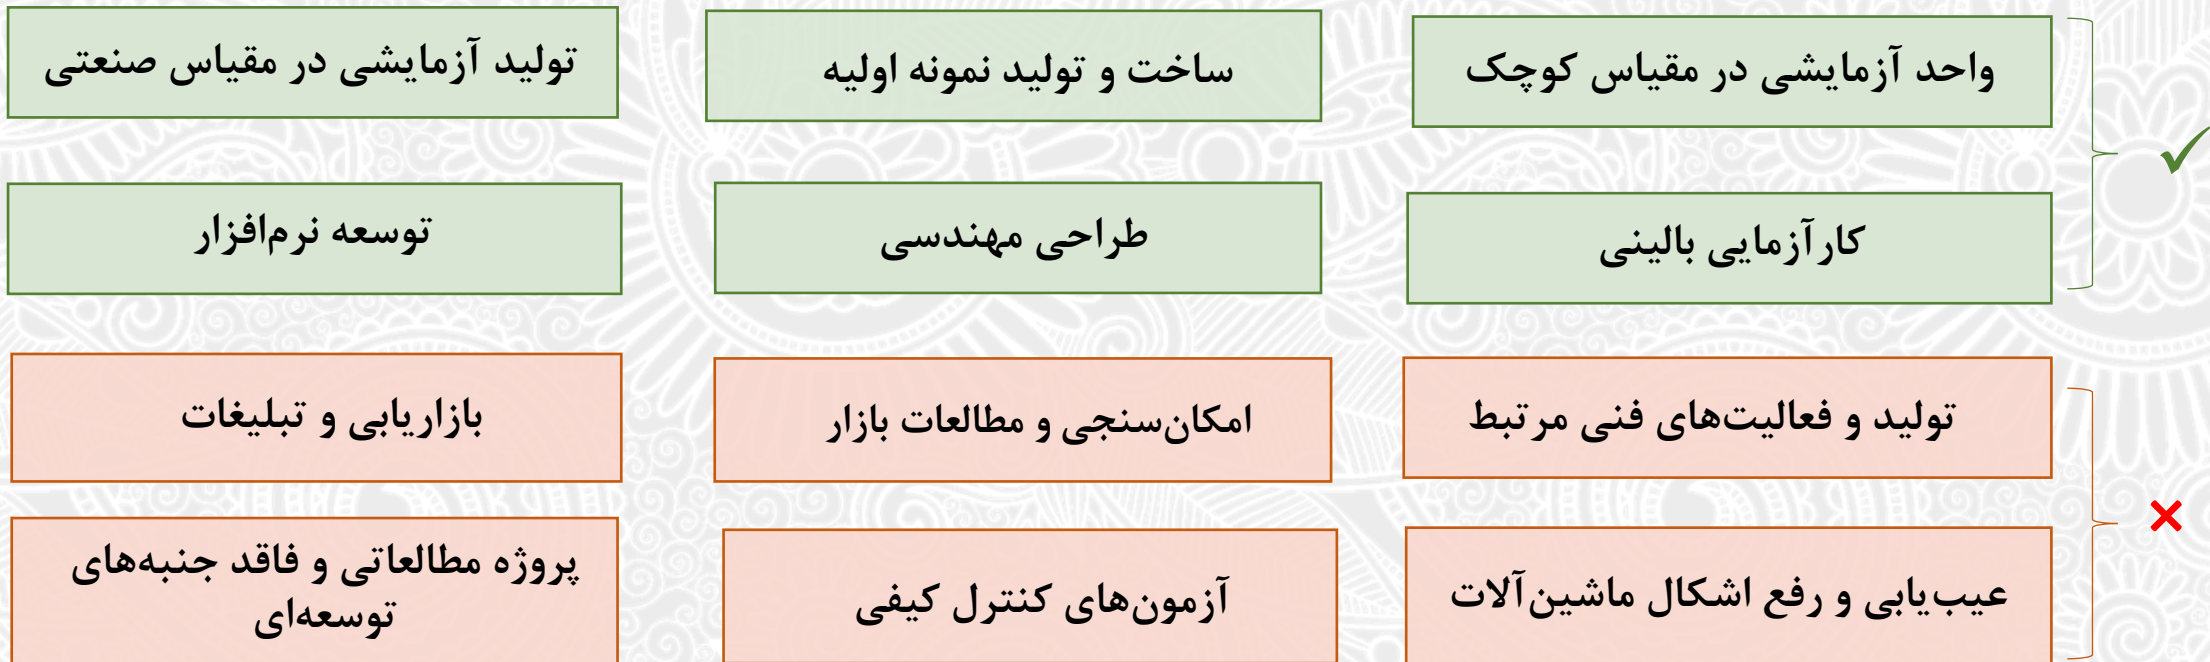 واحد آزمایشی در مقیاس کوچک
ساخت و تولید نمونه اولیه
تولید آزمایشی در مقیاس صنعتی
کارآزمایی بالینی
طراحی مهندسی
توسعه نرم‌افزار
تولید و فعالیت‌های فنی مرتبط
امکان‌سنجی و مطالعات بازار
بازاریابی و تبلیغات
عیب‌یابی و رفع اشکال ماشین‌آلات
آزمون‌های کنترل کیفی
پروژه مطالعاتی و فاقد جنبه‌های
توسعه‌ای